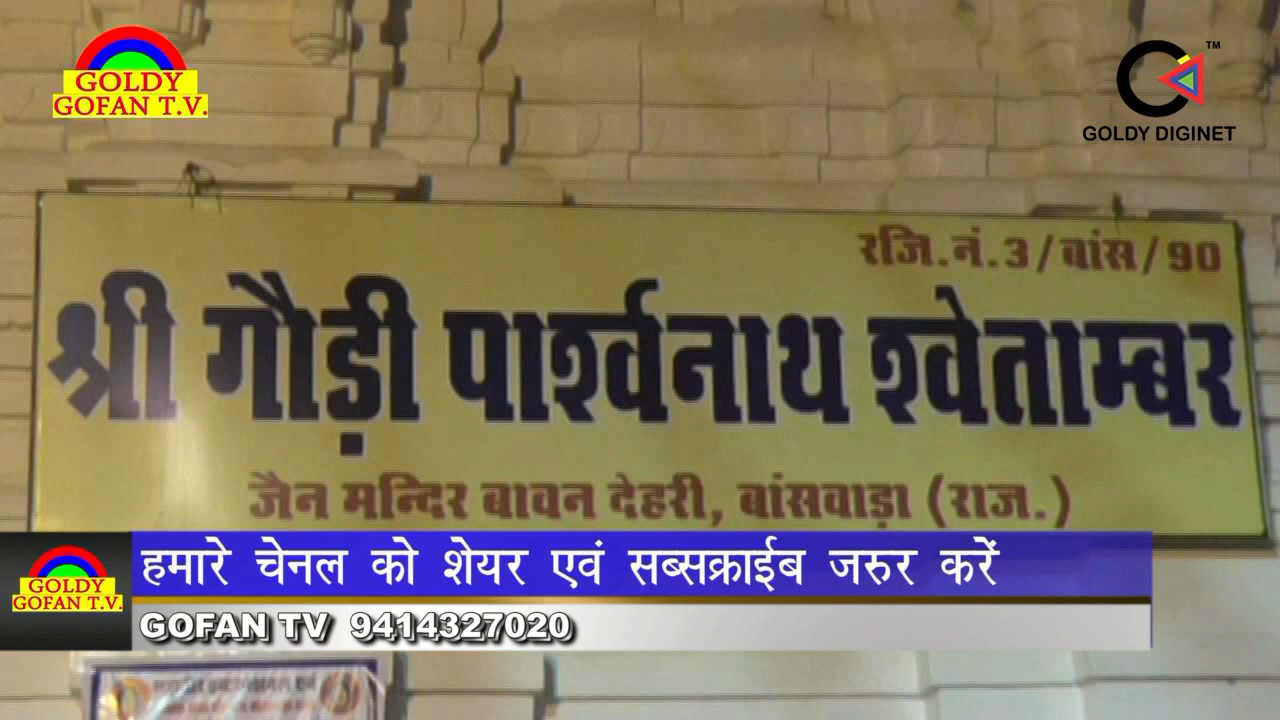 GOLDY
GOFAN T.V.
TM
GOLDY DIGINET
रजि.नं.3/बांस/90
श्री गौड़ी पार्श्वनाथ श्वेताम्बर
जैन मन्दिर बावन देहरी, बांसवाड़ा (राज.)
GOLDY
GOFAN T.V.
हमारे चेनल को शेयर एवं सब्सक्राईब जरुर करें
GOFAN TV 9414327020